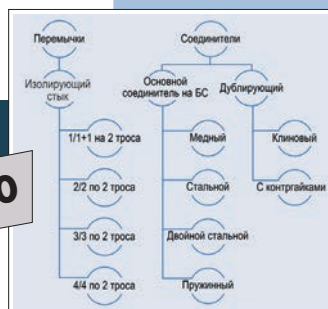 Перемычки
Соединители
Изолирующий
стык
Основной
соединитель на БС
Дублирующий
1/1+1 на 2 троса
2/2 по 2 троса
3/3 по 2 троса
4/4 по 2 троса
Медный
Стальной
Двойной стальной
Пружинный
Клиновый
С контргайками